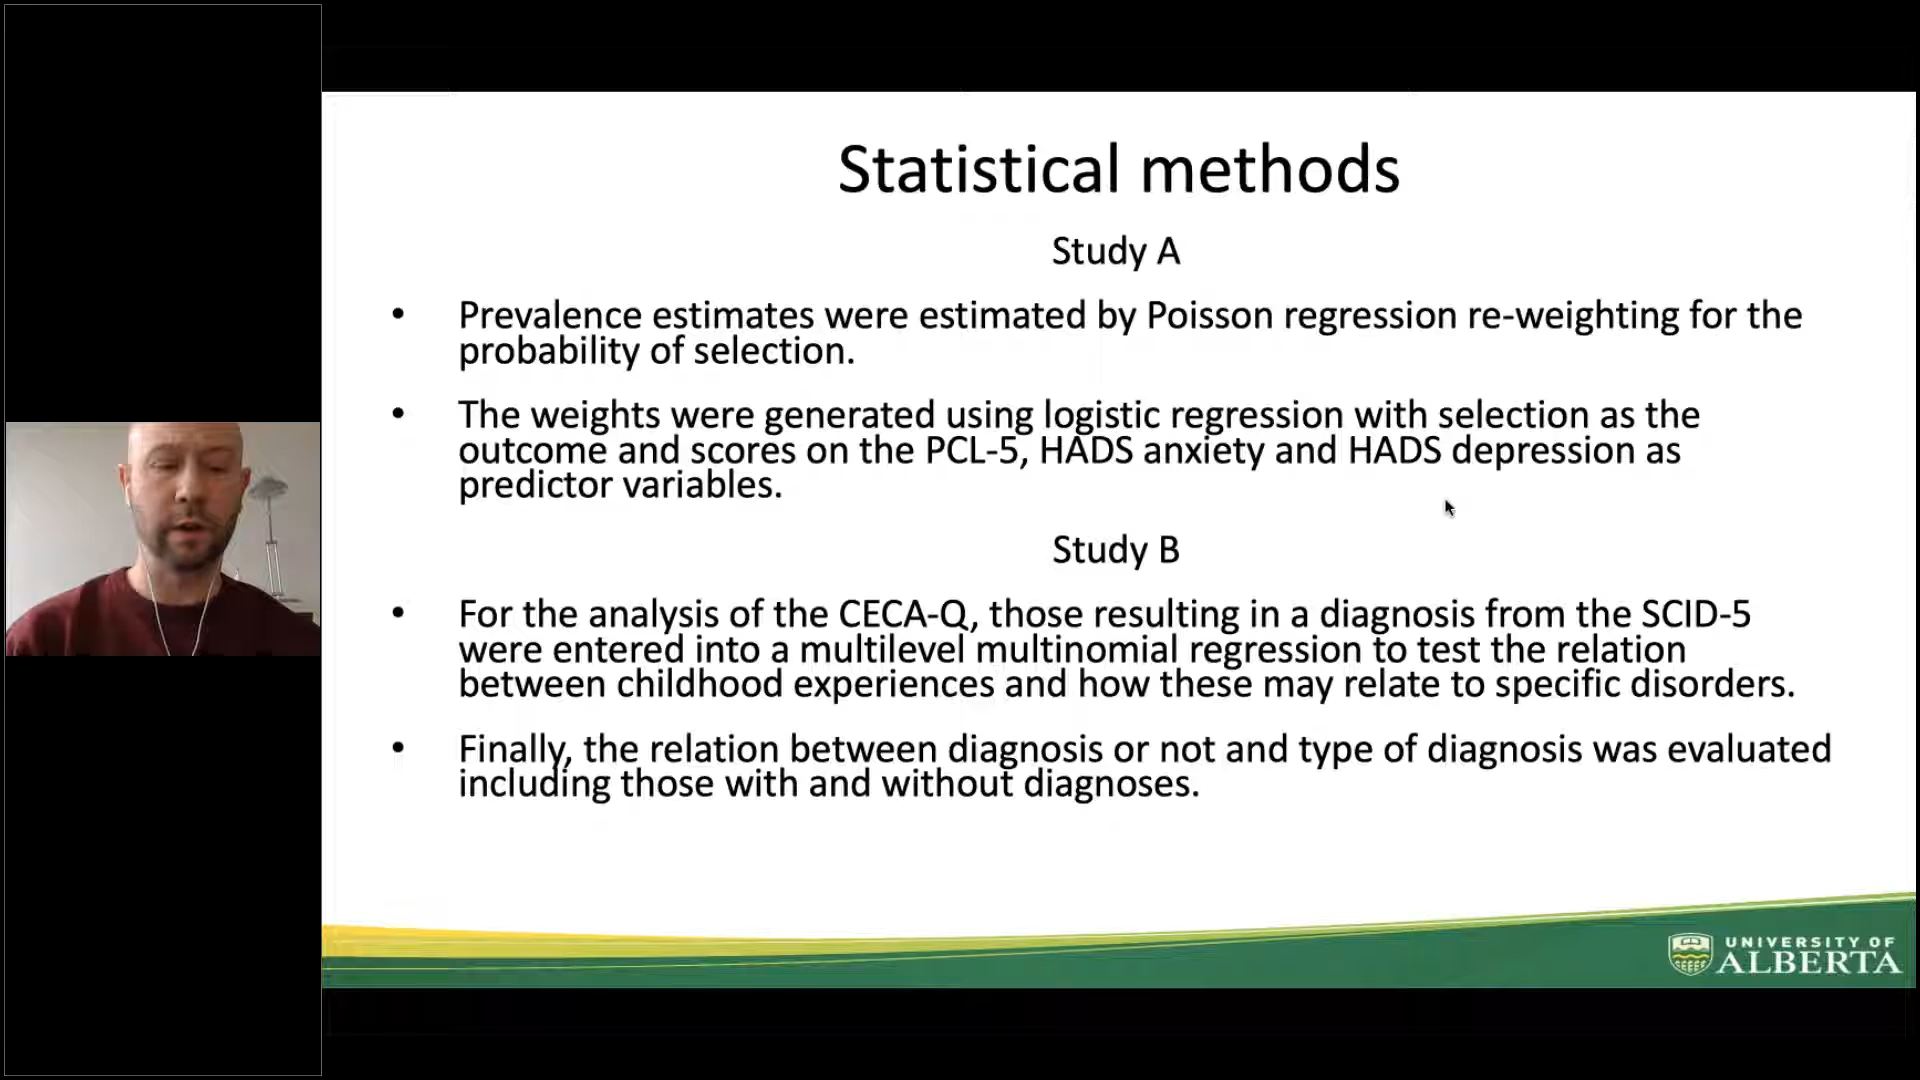 Statistical methods
Study A
• Prevalence estimates were estimated by Poisson regression re-weighting for the
probability of selection.
• The weights were generated using logistic regression with selection as the
outcome and scores on the PCL-5, HADS anxiety and HADS depression as
predictor variables.
Study B
• For the analysis of the CECA-Q, those resulting in a diagnosis from the SCID-5
were entered into a multilevel multinomial regression to test the relation
between childhood experiences and how these may relate to specific disorders.
• Finally, the relation between diagnosis or not and type of diagnosis was evaluated
including those with and without diagnoses.
UNIVERSITY OF
ALBERTA